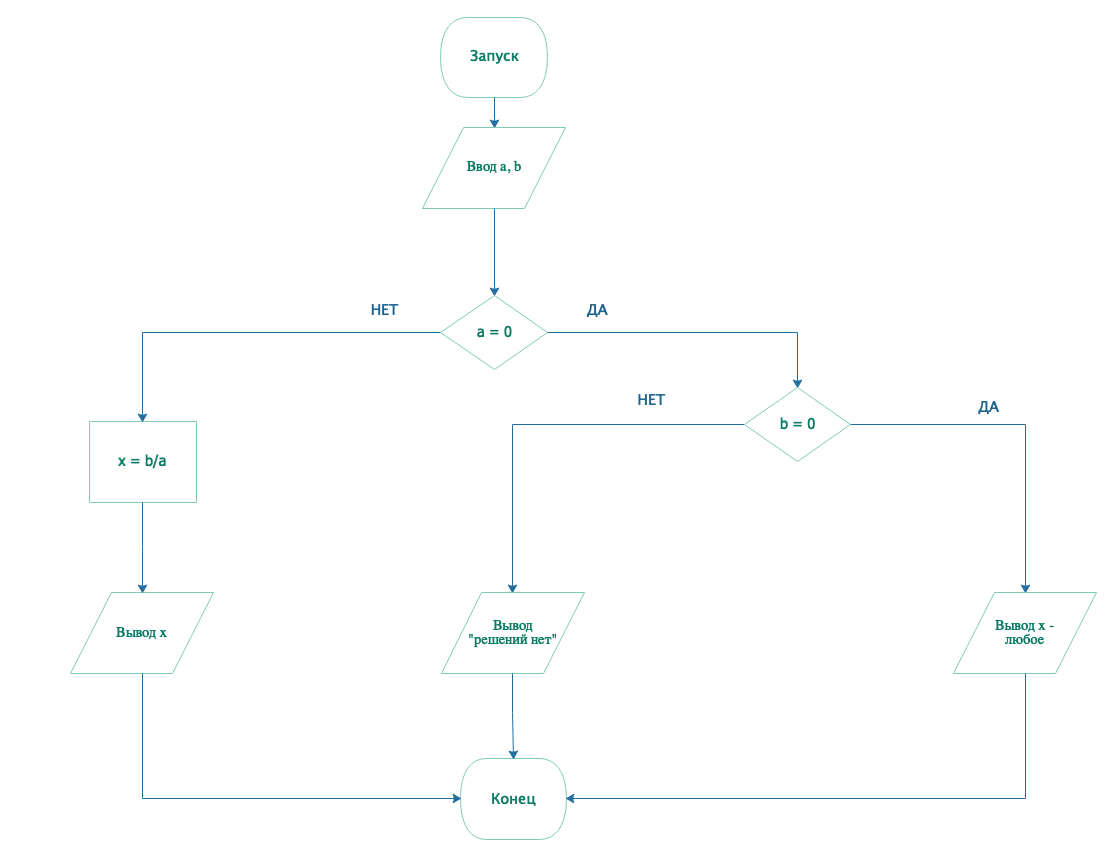 Запуск
Ввод a, b
НЕТ
ДА
a = 0
НЕТ
ДА
b = 0
x = b/a
Вывод x
Вывод
"решений нет"
Вывод x -
любое
Конец